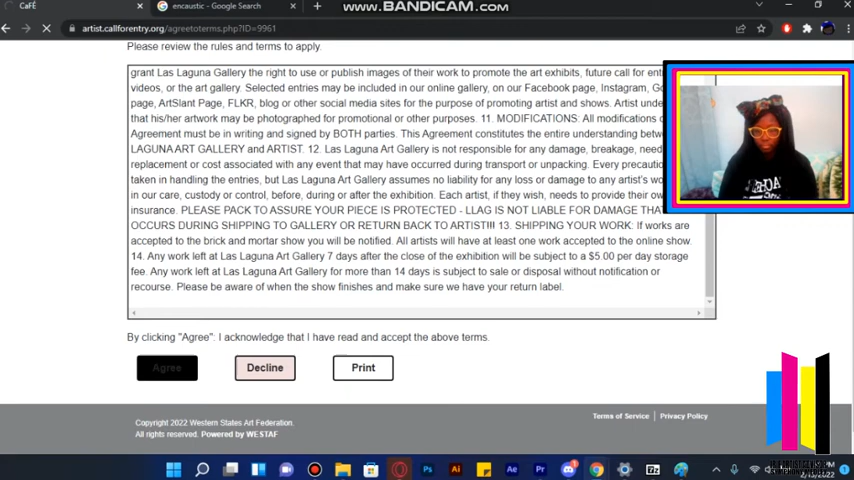 WWW.BANDICAM.COM
CaFÉ
encaustic - Google Search
artist.callforentry.org/agreetoterms.php?ID=9961
Please review the rules and terms to apply.
grant Las Laguna Gallery the right to use or publish images of their work to promote the art exhibits, future call for
videos, or the art gallery. Selected entries may be included in our online gallery, on our Facebook page, Instagram,
page, ArtSlant Page, FLKR, blog or other social media sites for the purpose of promoting artist and shows. Artist
that his/her artwork may be photographed for promotional or other purposes. 11. MODIFICATIONS: All modifications
Agreement must be in writing and signed by BOTH parties. This Agreement constitutes the entire understanding
LAGUNA ART GALLERY and ARTIST. 12. Las Laguna Art Gallery is not responsible for any damage, breakage,
replacement or cost associated with any event that may have occurred during transport or unpacking. Every
taken in handling the entries, but Las Laguna Art Gallery assumes no liability for any loss or damage to any artist's
in our care, custody or control, before, during or after the exhibition. Each artist, if they wish, needs to provide their
insurance. PLEASE PACK TO ASSURE YOUR PIECE IS PROTECTED - LLAG IS NOT LIABLE FOR DAMAGE THAT
OCCURS DURING SHIPPING TO GALLERY OR RETURN BACK TO ARTIST!!! 13. SHIPPING YOUR WORK: If works are
accepted to the brick and mortar show you will be notified. All artists will have at least one work accepted to the online show.
14. Any work left at Las Laguna Art Gallery 7 days after the close of the exhibition will be subject to a $5.00 per day storage
fee. Any work left at Las Laguna Art Gallery for more than 14 days is subject to sale or disposal without notification or
recourse. Please be aware of when the show finishes and make sure we have your return label.
By clicking "Agree": I acknowledge that I have read and accept the above terms.
Agree Decline Print
Copyright 2022 Western States Art Federation.
All rights reserved. Powered by WESTAF
Terms of Service Privacy Policy